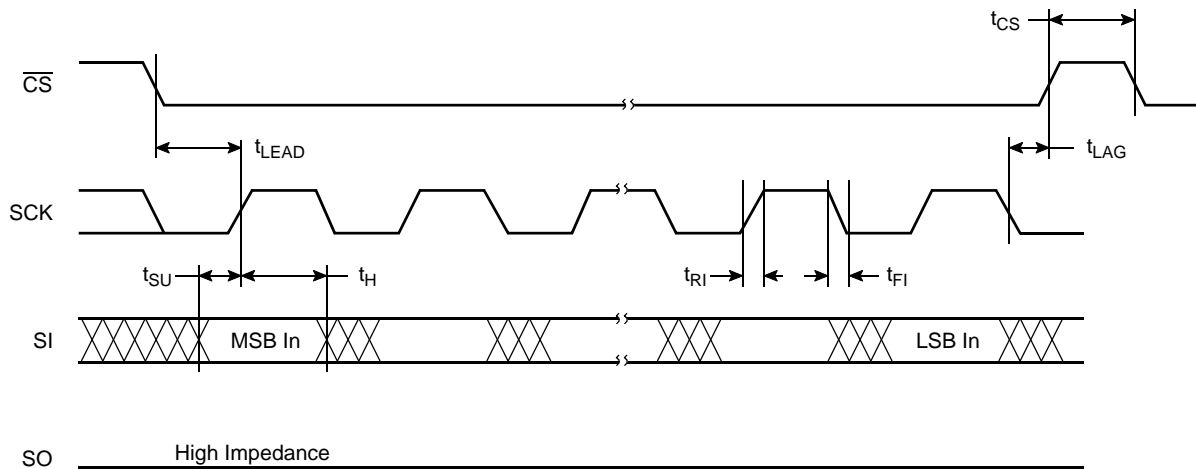 tCS
CS
tLEAD
tLAG
SCK
tSU
tH
tRI
tFI
SI
MSB In
LSB In
SO
High Impedance